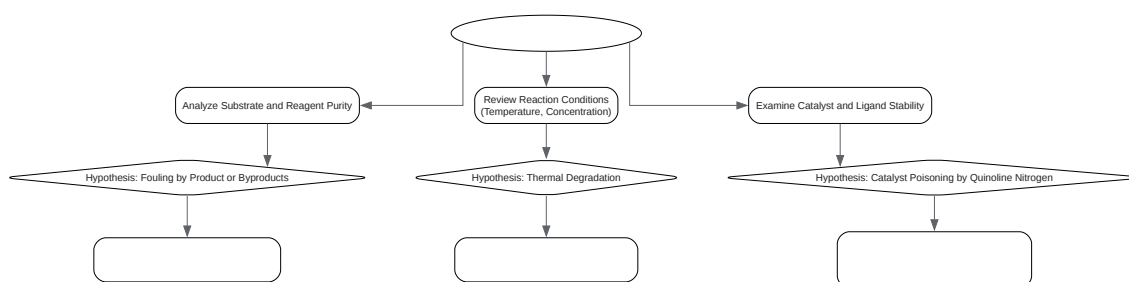 Analyze Substrate and Reagent Purity
Review Reaction Conditions
(Temperature, Concentration)
Examine Catalyst and Ligand Stability
Hypothesis: Fouling by Product or Byproducts
Hypothesis: Thermal Degradation
Hypothesis: Catalyst Poisoning by Quinoline Nitrogen